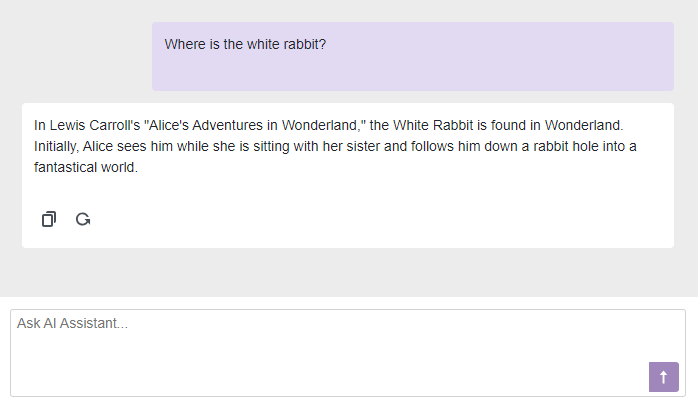 Where is the white rabbit?
In Lewis Carroll's "Alice's Adventures in Wonderland," the White Rabbit is found in Wonderland.
Initially, Alice sees him while she is sitting with her sister and follows him down a rabbit hole into a
fantastical world.
Ask AI Assistant...